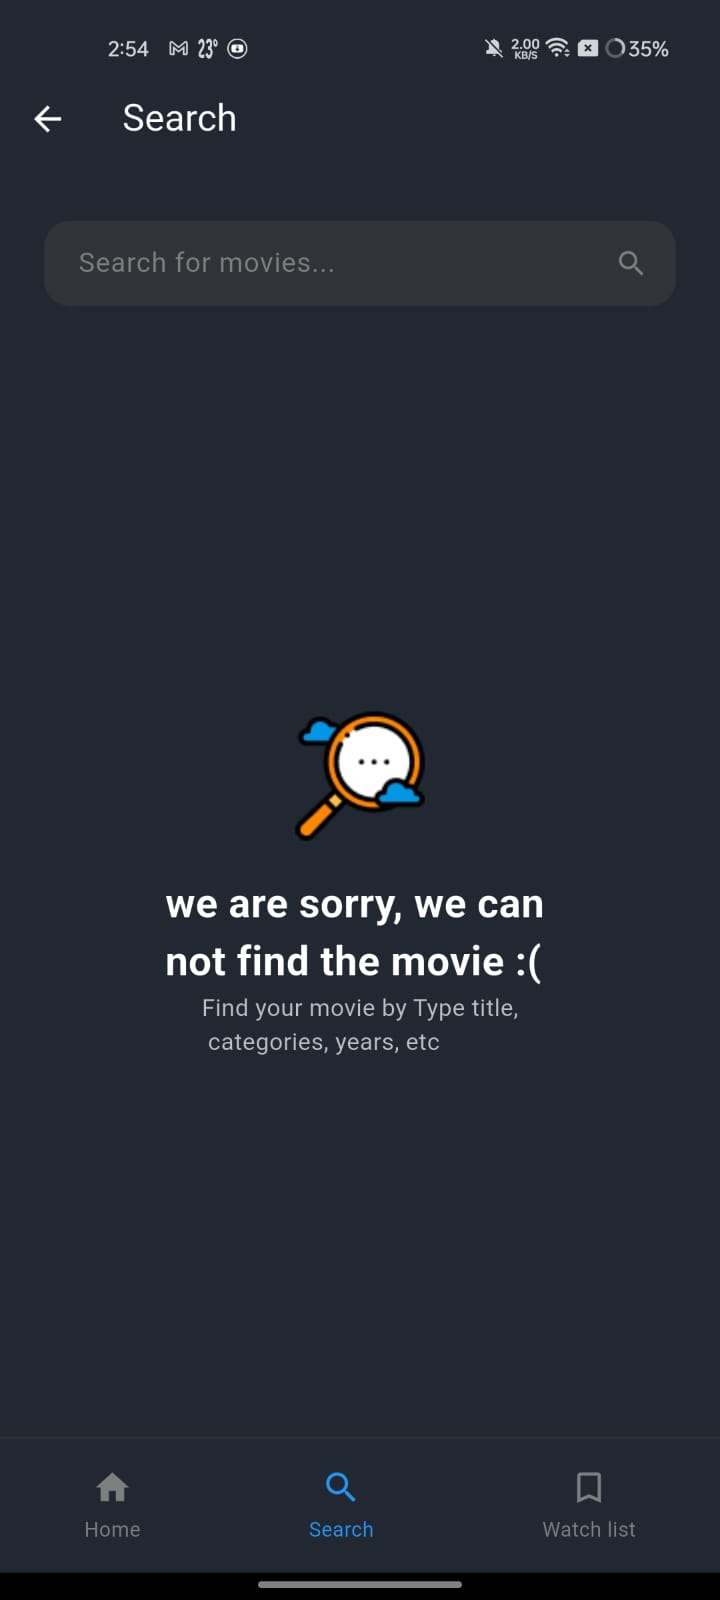 2:54 23° 2.00 KB/S 35%
Search
Search for movies...
we are sorry, we can
not find the movie :(
Find your movie by Type title,
categories, years, etc
Home Search Watch list